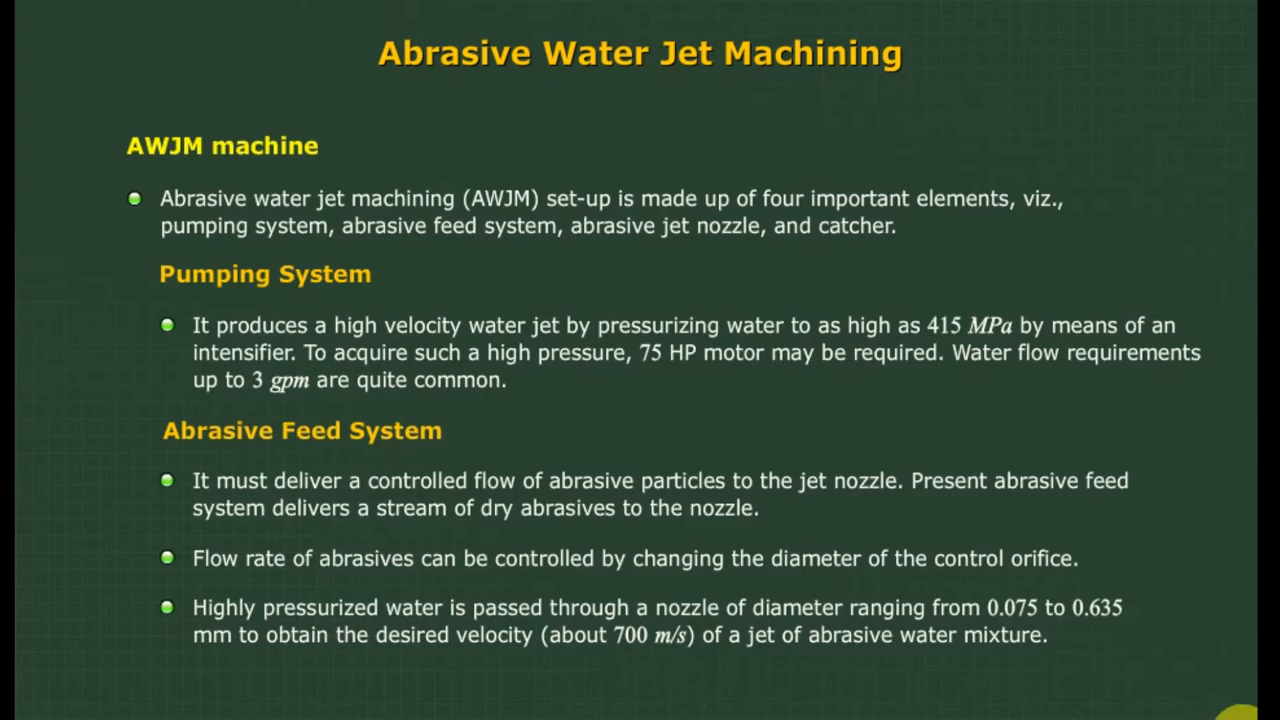 Abrasive Water Jet Machining
AWJM machine
Abrasive water jet machining (AWJM) set-up is made up of four important elements, viz.,
pumping system, abrasive feed system, abrasive jet nozzle, and catcher.
Pumping System
It produces a high velocity water jet by pressurizing water to as high as 415 MPa by means of an
intensifier. To acquire such a high pressure, 75 HP motor may be required. Water flow requirements
up to 3 gpm are quite common.
Abrasive Feed System
It must deliver a controlled flow of abrasive particles to the jet nozzle. Present abrasive feed
system delivers a stream of dry abrasives to the nozzle.
Flow rate of abrasives can be controlled by changing the diameter of the control orifice.
Highly pressurized water is passed through a nozzle of diameter ranging from 0.075 to 0.635
mm to obtain the desired velocity (about 700 m/s) of a jet of abrasive water mixture.